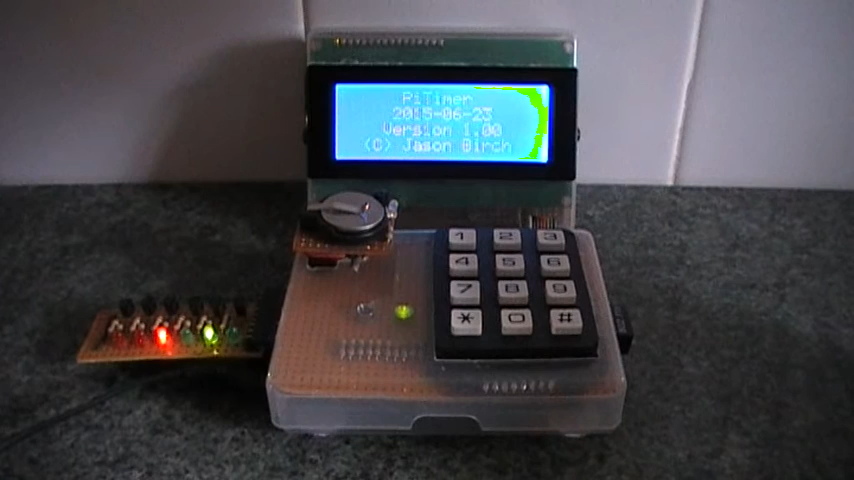 PiTimer
2015-06-23
Version 1.00
(C) Jason Birch
1 2 3
4 5 6
7 8 9
* 0 #